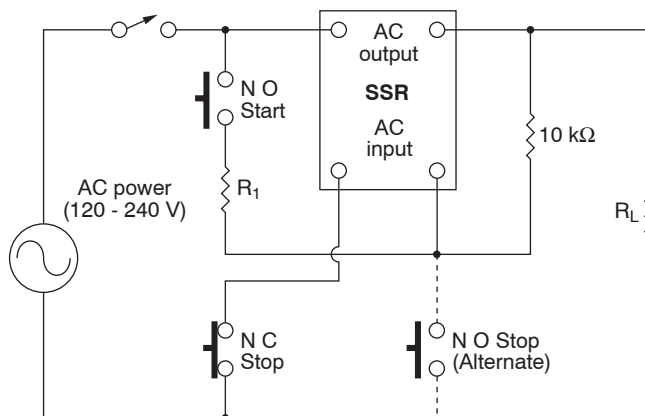 AC
output
SSR
AC
input
N O
Start
10 kΩ
R1
AC power
(120 - 240 V)
RL
N C
Stop
N O Stop
(Alternate)